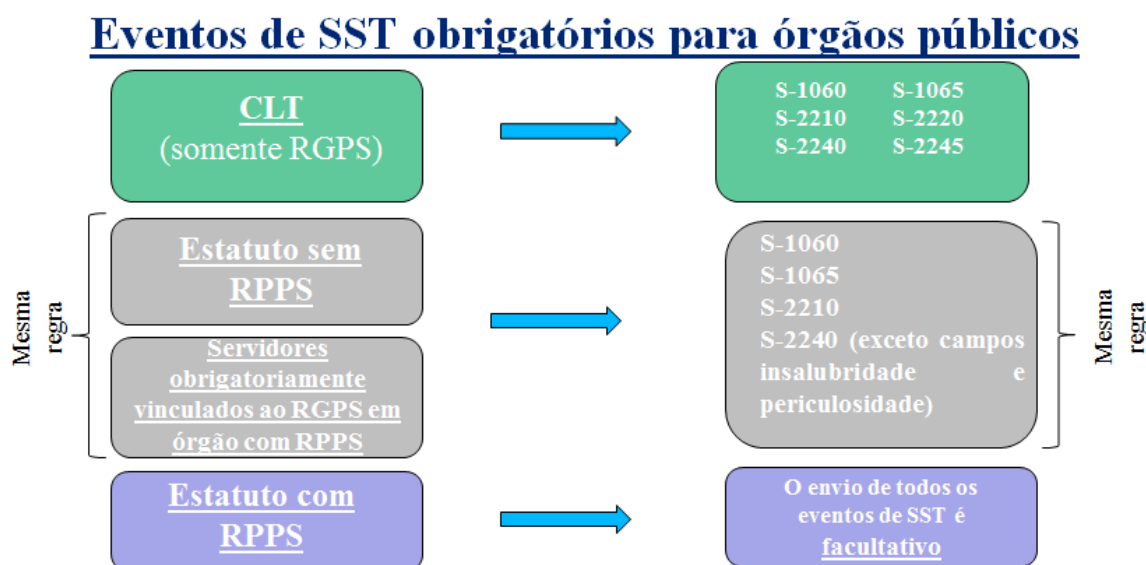 Eventos de SST obrigatórios para órgãos públicos
CLT
(somente RGPS)
S-1060 S-1065
S-2210 S-2220
S-2240 S-2245
Mesma
regra
Estatuto sem
RPPS
Servidores
obrigatoriamente
vinculados ao RGPS em
órgão com RPPS
S-1060
S-1065
S-2210
S-2240 (exceto campos
insalubridade e
periculosidade)
Mesma
regra
Estatuto com
RPPS
O envio de todos os
eventos de SST é
facultativo